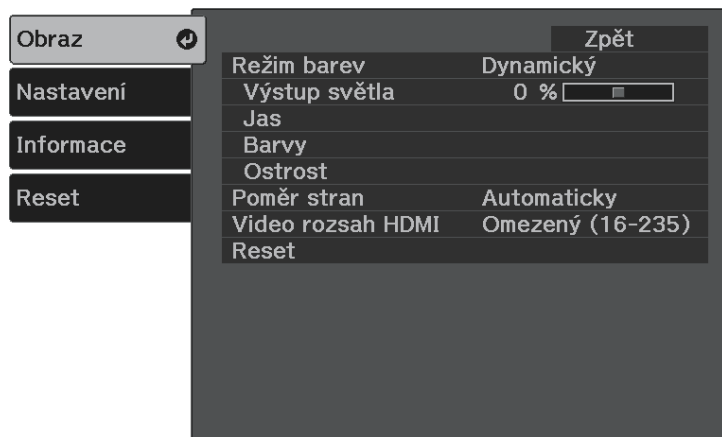 Obraz
Nastavení
Informace
Reset
Zpět
Režim barev Dynamický
Výstup světla 0 %
Jas
Barvy
Ostrost
Poměr stran Automaticky
Video rozsah HDMI Omezený (16-235)
Reset